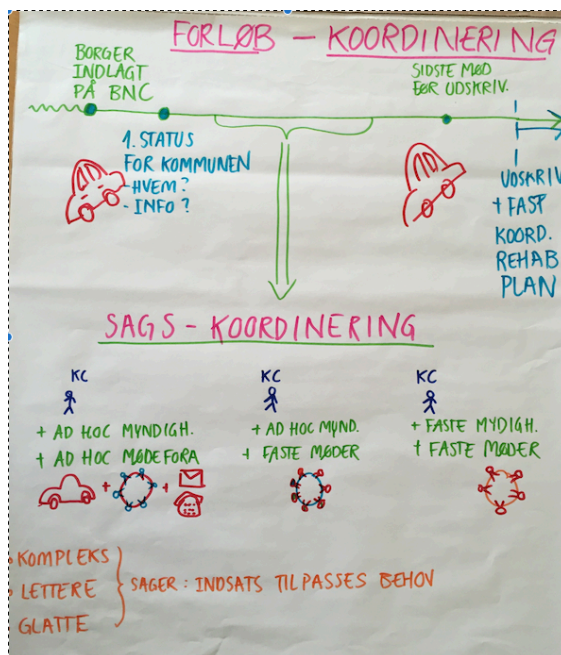 FORLØB - KOORDINERING
BORGER
INDLAGT
PÅ BNC
SIDSTE MØD
FØR UDSKRIV.
1. STATUS
FOR KOMMUNEN
- HVEM?
- INFO?
UDSKRIV
+ FAST
KOORD.
REHAB
PLAN
SAGS - KOORDINERING
KC
+ AD HOC MYNDIGH.
+ AD HOC MØDEFORA
KC
+ AD HOC MYND.
+ FASTE MØDER
KC
+ FASTE MYDIGH.
+ FASTE MØDER
+ +
KOMPLEKS
LETTERE
GLATTE
SAGER: INDSATS TILPASSES BEHOV